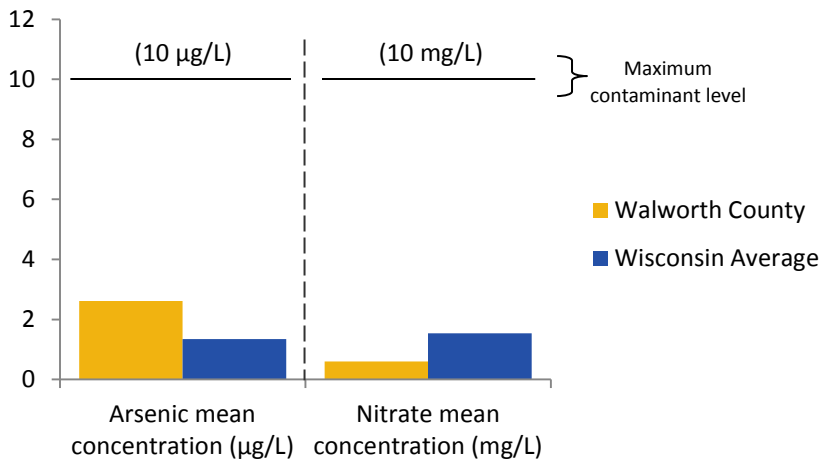 12
10
8
6
4
2
0
(10 µg/L)
(10 mg/L)
Maximum
contaminant level
Walworth County
Wisconsin Average
Arsenic mean
concentration (µg/L)
Nitrate mean
concentration (mg/L)